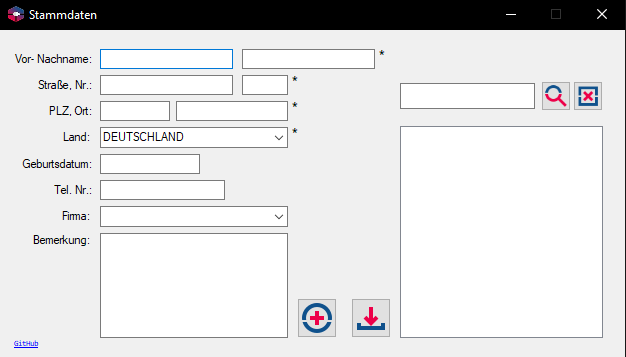 Stammdaten
Vor- Nachname: *
Straße, Nr.: *
PLZ, Ort: *
Land: DEUTSCHLAND *
Geburtsdatum:
Tel. Nr.:
Firma:
Bemerkung:
GitHub